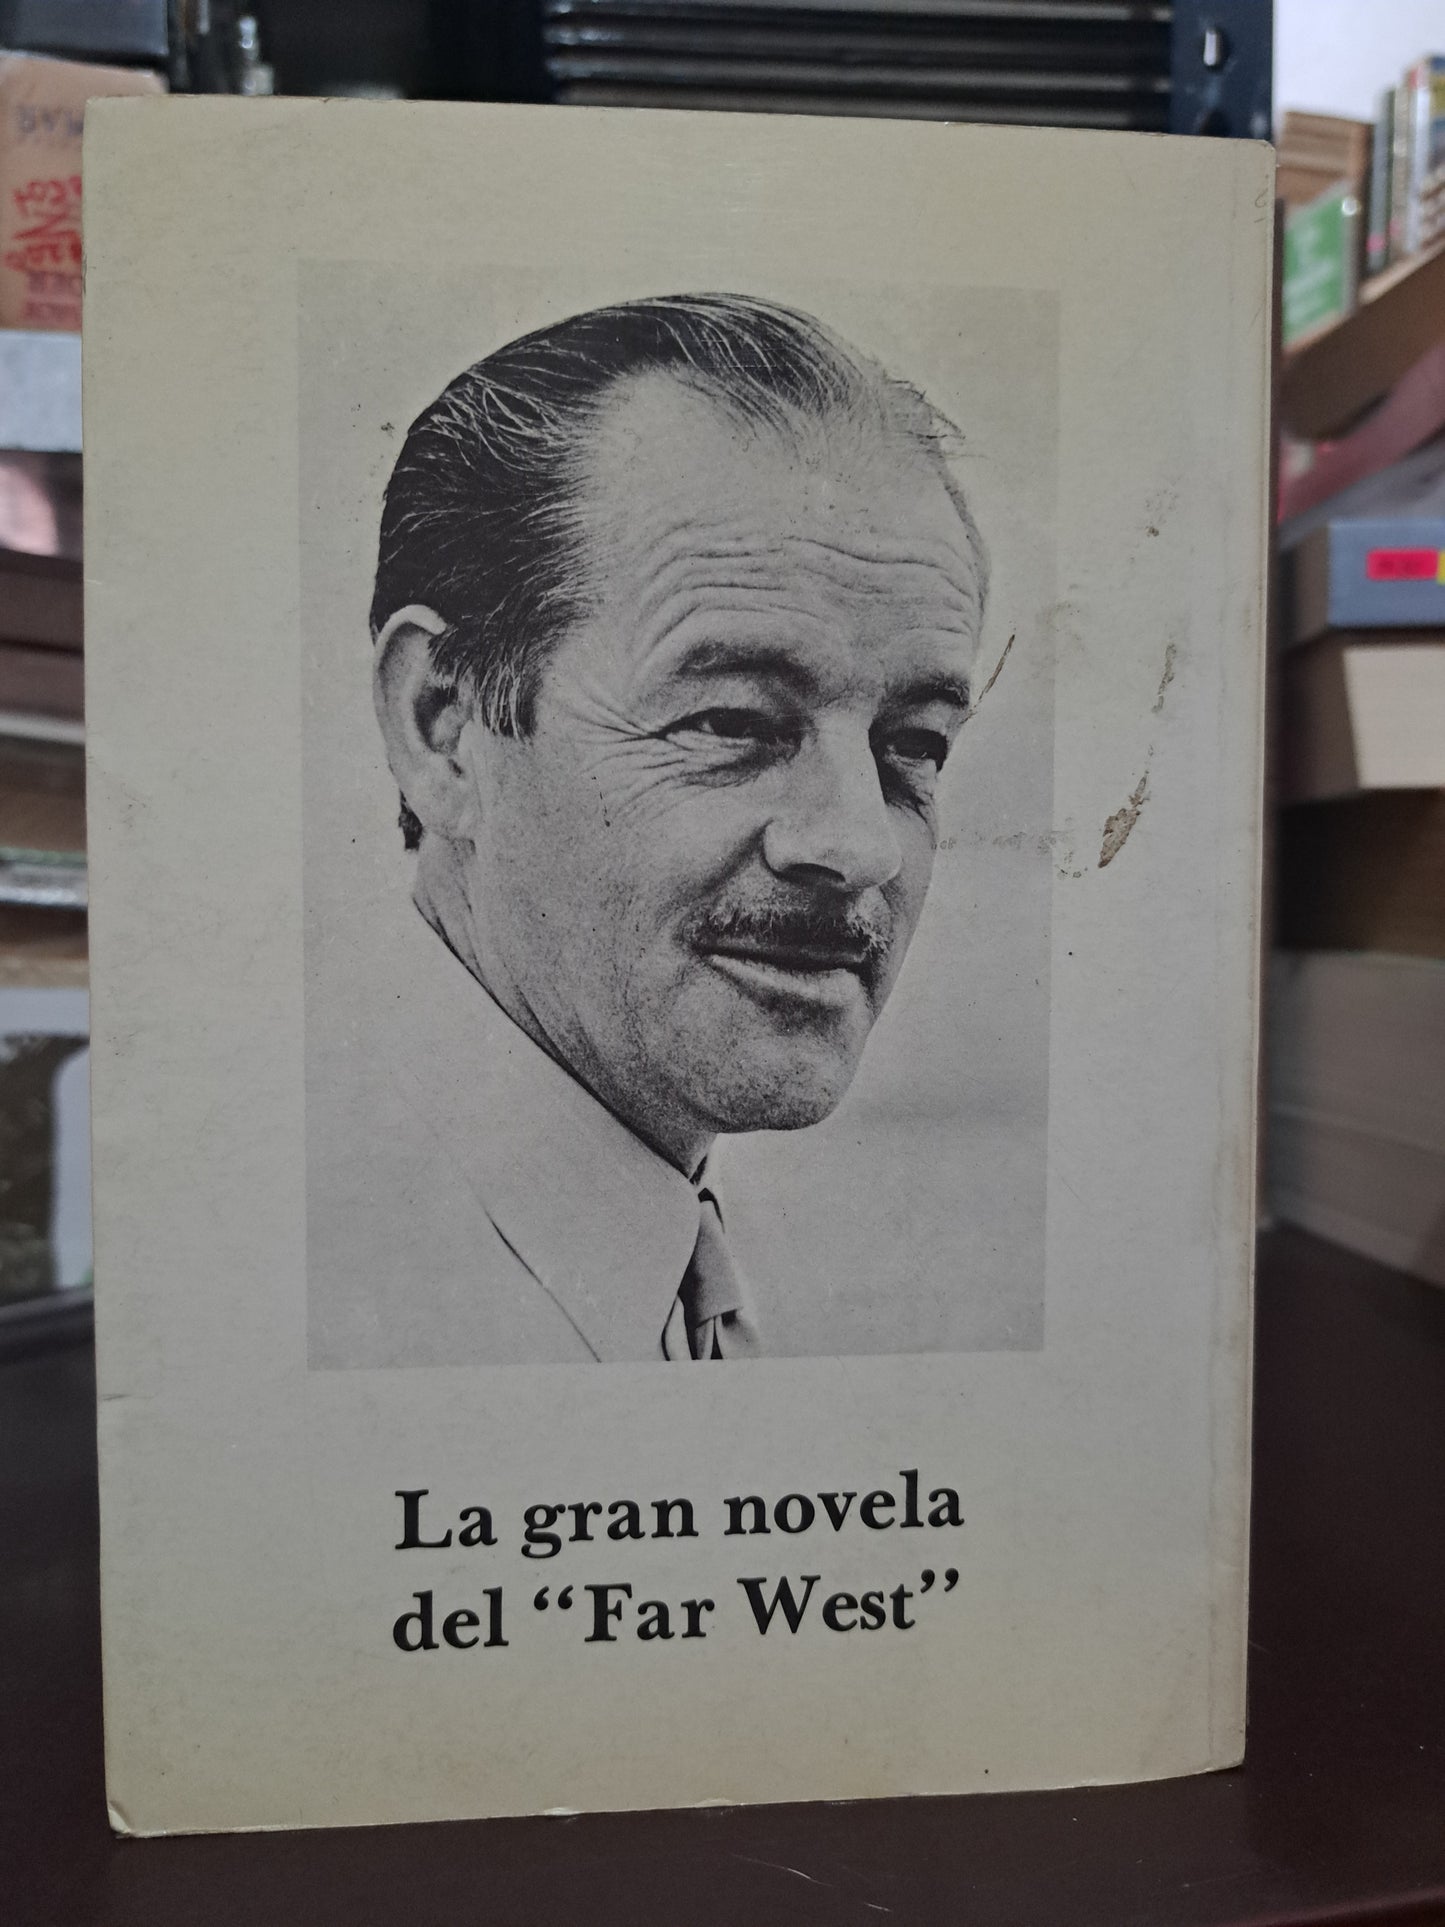 La gran novela
del “Far West”